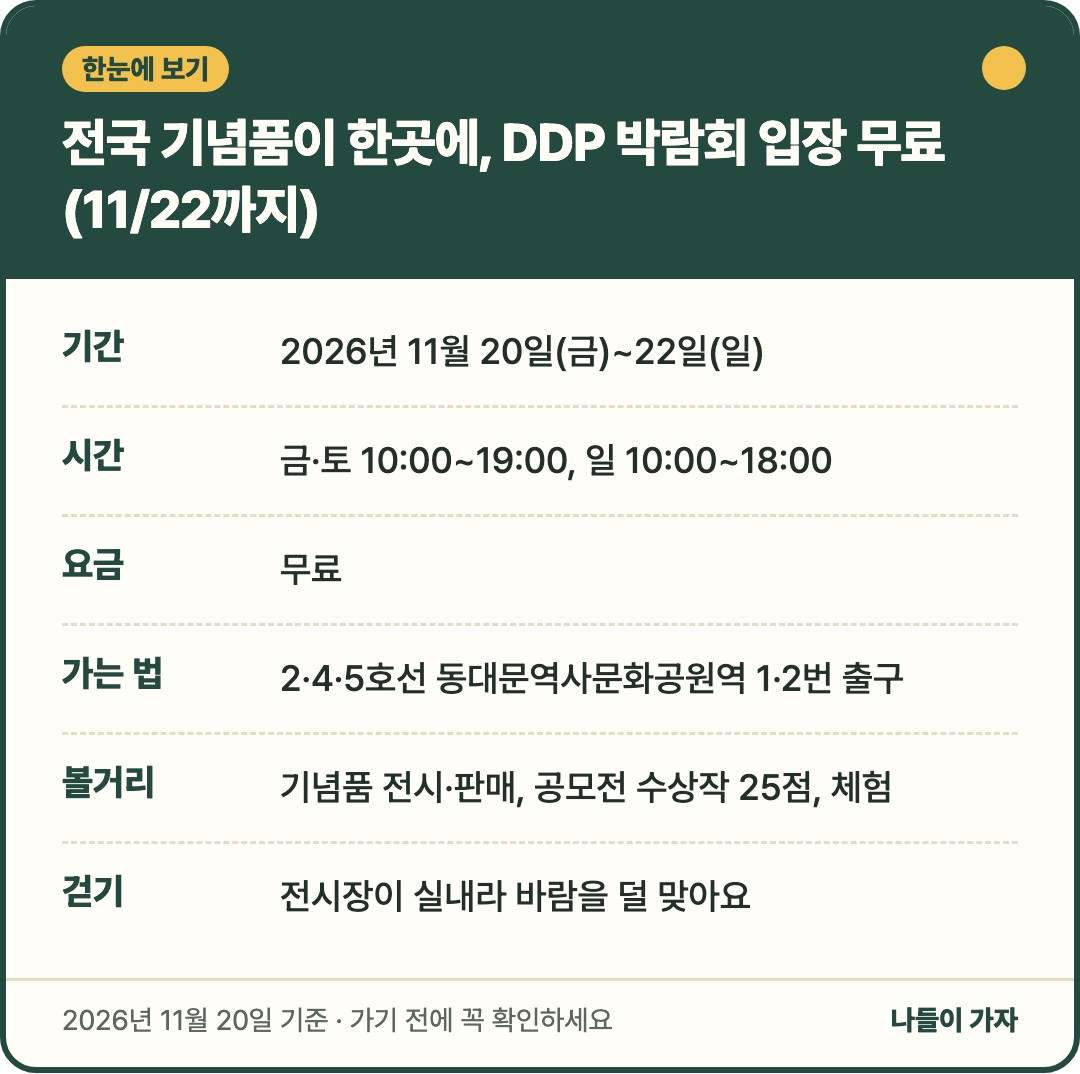 한눈에 보기
전국 기념품이 한곳에, DDP 박람회 입장 무료
(11/22까지)
기간
2026년 11월 20일(금)~22일(일)
시간
금·토 10:00~19:00, 일 10:00~18:00
요금
무료
가는 법
2·4·5호선 동대문역사문화공원역 1·2번 출구
볼거리
기념품 전시·판매, 공모전 수상작 25점, 체험
걷기
전시장이 실내라 바람을 덜 맞아요
2026년 11월 20일 기준 · 가기 전에 꼭 확인하세요
나들이 가자